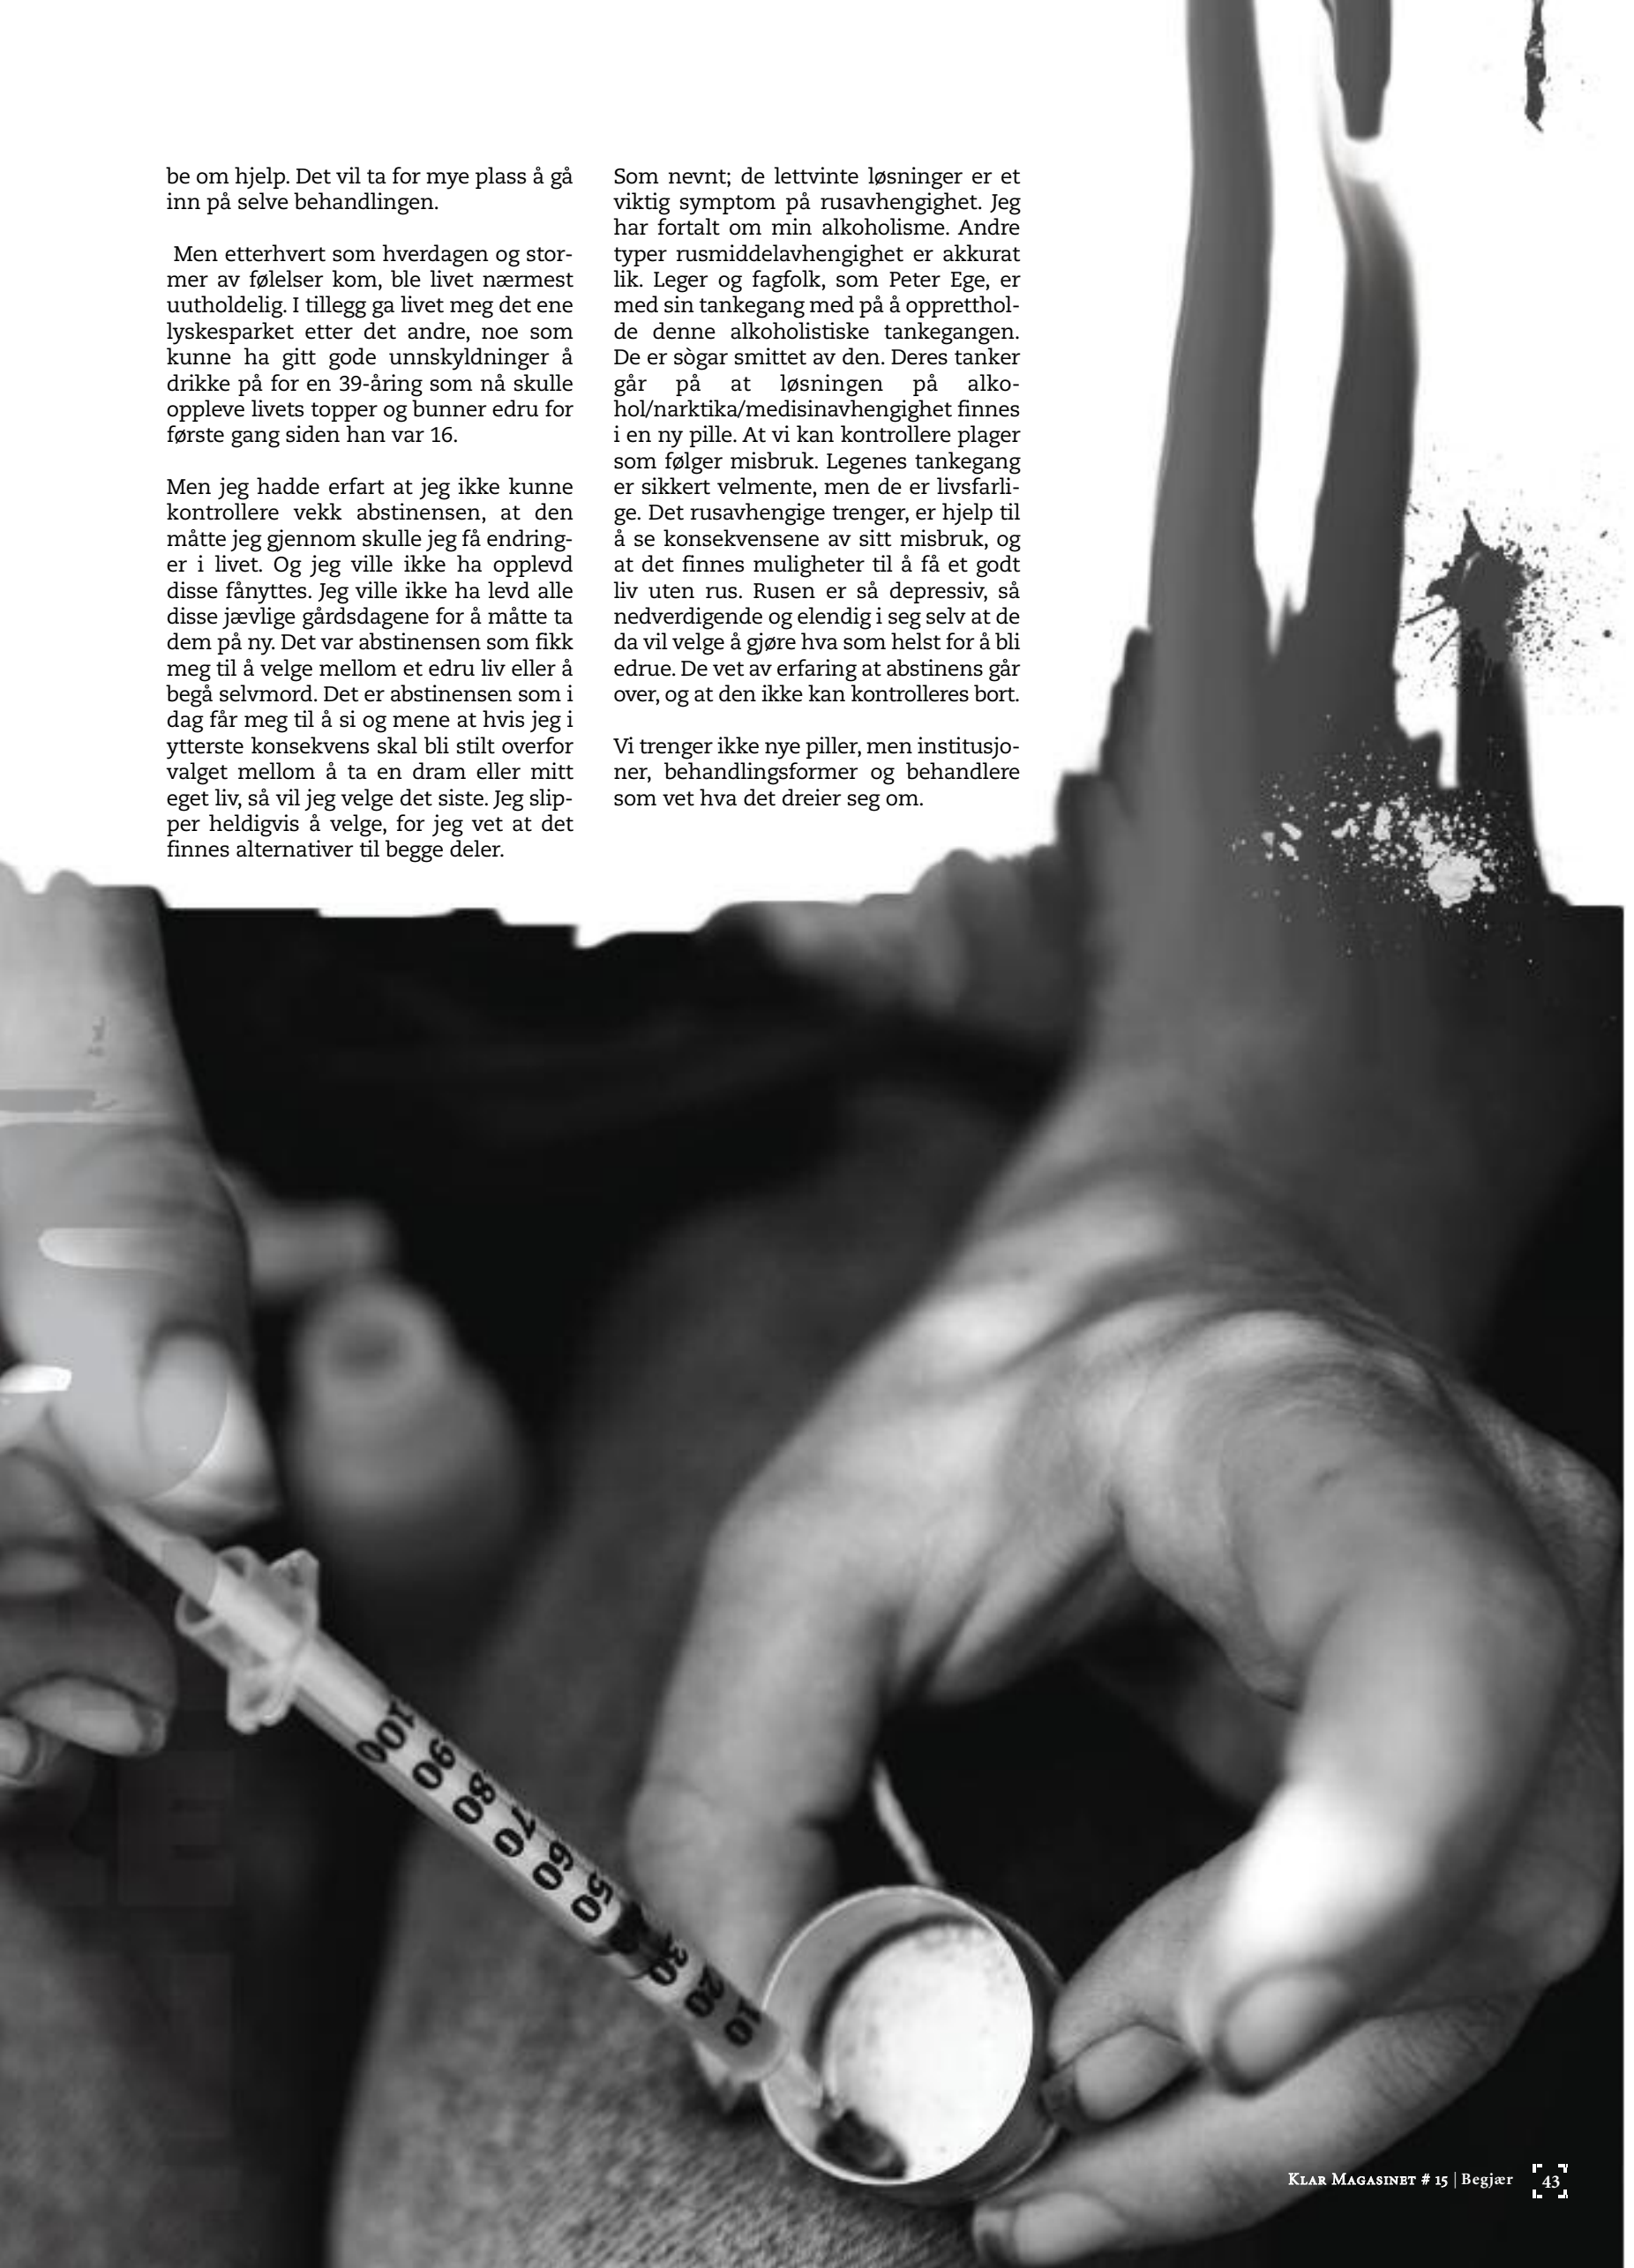 be om hjelp. Det vil ta for mye plass å gå
inn på selve behandlingen.
Men etterhvert som hverdagen og stor-
mer av følelser kom, ble livet nærmest
uutholdelig. I tillegg ga livet meg det ene
lyskesparket etter det andre, noe som
kunne ha gitt gode unnskyldninger å
drikke på for en 39-åring som nå skulle
oppleve livets topper og bunner edru for
første gang siden han var 16.
Men jeg hadde erfart at jeg ikke kunne
kontrollere vekk abstinensen, at den
måtte jeg gjennom skulle jeg få endring-
er i livet. Og jeg ville ikke ha opplevd
disse fånyttes. Jeg ville ikke ha levd alle
disse jævlige gårdsdagene for å måtte ta
dem på ny. Det var abstinensen som fikk
meg til å velge mellom et edru liv eller å
begå selvmord. Det er abstinensen som i
dag får meg til å si og mene at hvis jeg i
ytterste konsekvens skal bli stilt overfor
valget mellom å ta en dram eller mitt
eget liv, så vil jeg velge det siste. Jeg slip-
per heldigvis å velge, for jeg vet at det
finnes alternativer til begge deler.
Som nevnt; de lettvinte løsninger er et
viktig symptom på rusavhengighet. Jeg
har fortalt om min alkoholisme. Andre
typer rusmiddelavhengighet er akkurat
lik. Leger og fagfolk, som Peter Ege, er
med sin tankegang med på å oppretthol-
de denne alkoholistiske tankegangen.
De er sògar smittet av den. Deres tanker
går på at løsningen på alko-
hol/narktika/medisinavhengighet finnes
i en ny pille. At vi kan kontrollere plager
som følger misbruk. Legenes tankegang
er sikkert velmente, men de er livsfarli-
ge. Det rusavhengige trenger, er hjelp til
å se konsekvensene av sitt misbruk, og
at det finnes muligheter til å få et godt
liv uten rus. Rusen er så depressiv, så
nedverdigende og elendig i seg selv at de
da vil velge å gjøre hva som helst for å bli
edrue. De vet av erfaring at abstinens går
over, og at den ikke kan kontrolleres bort.
Vi trenger ikke nye piller, men institusjo-
ner, behandlingsformer og behandlere
som vet hva det dreier seg om.
100
90
80
70
60
50
30
20
10
KLAR MAGASINET # 15 | Begjær 43